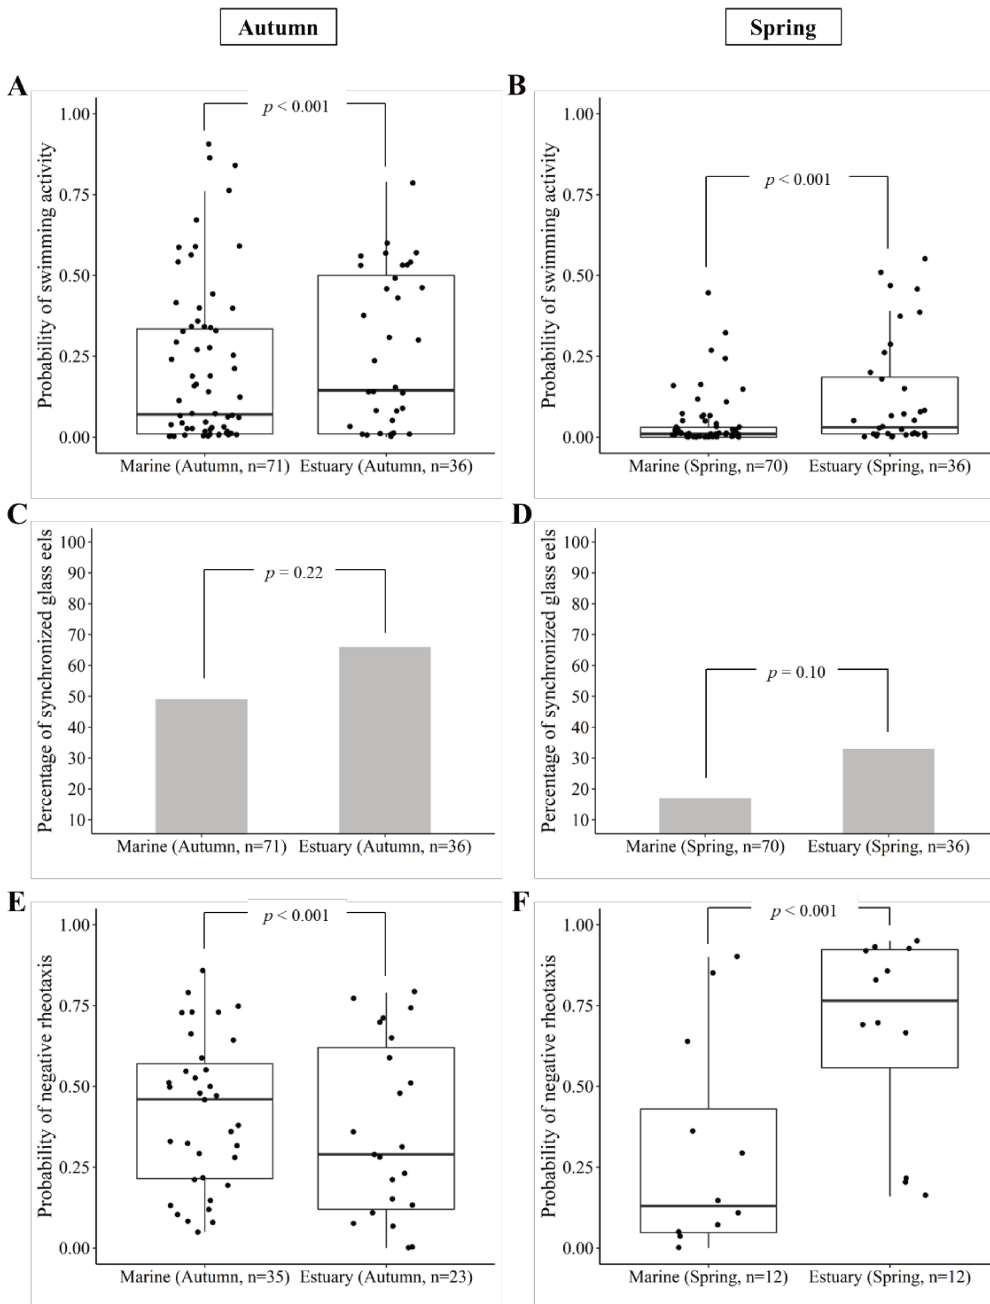 Autumn
Spring
A
p < 0.001
1.00
0.75
0.50
0.25
0.00
Probability of swimming activity
Marine (Autumn, n=71) Estuary (Autumn, n=36)
B
p < 0.001
1.00
0.75
0.50
0.25
0.00
Probability of swimming activity
Marine (Spring, n=70) Estuary (Spring, n=36)
C
p = 0.22
100
90
80
70
60
50
40
30
20
10
Percentage of synchronized glass eels
Marine (Autumn, n=71) Estuary (Autumn, n=36)
D
p = 0.10
100
90
80
70
60
50
40
30
20
10
Percentage of synchronized glass eels
Marine (Spring, n=70) Estuary (Spring, n=36)
E
p < 0.001
1.00
0.75
0.50
0.25
0.00
Probability of negative rheotaxis
Marine (Autumn, n=35) Estuary (Autumn, n=23)
F
p < 0.001
1.00
0.75
0.50
0.25
0.00
Probability of negative rheotaxis
Marine (Spring, n=12) Estuary (Spring, n=12)